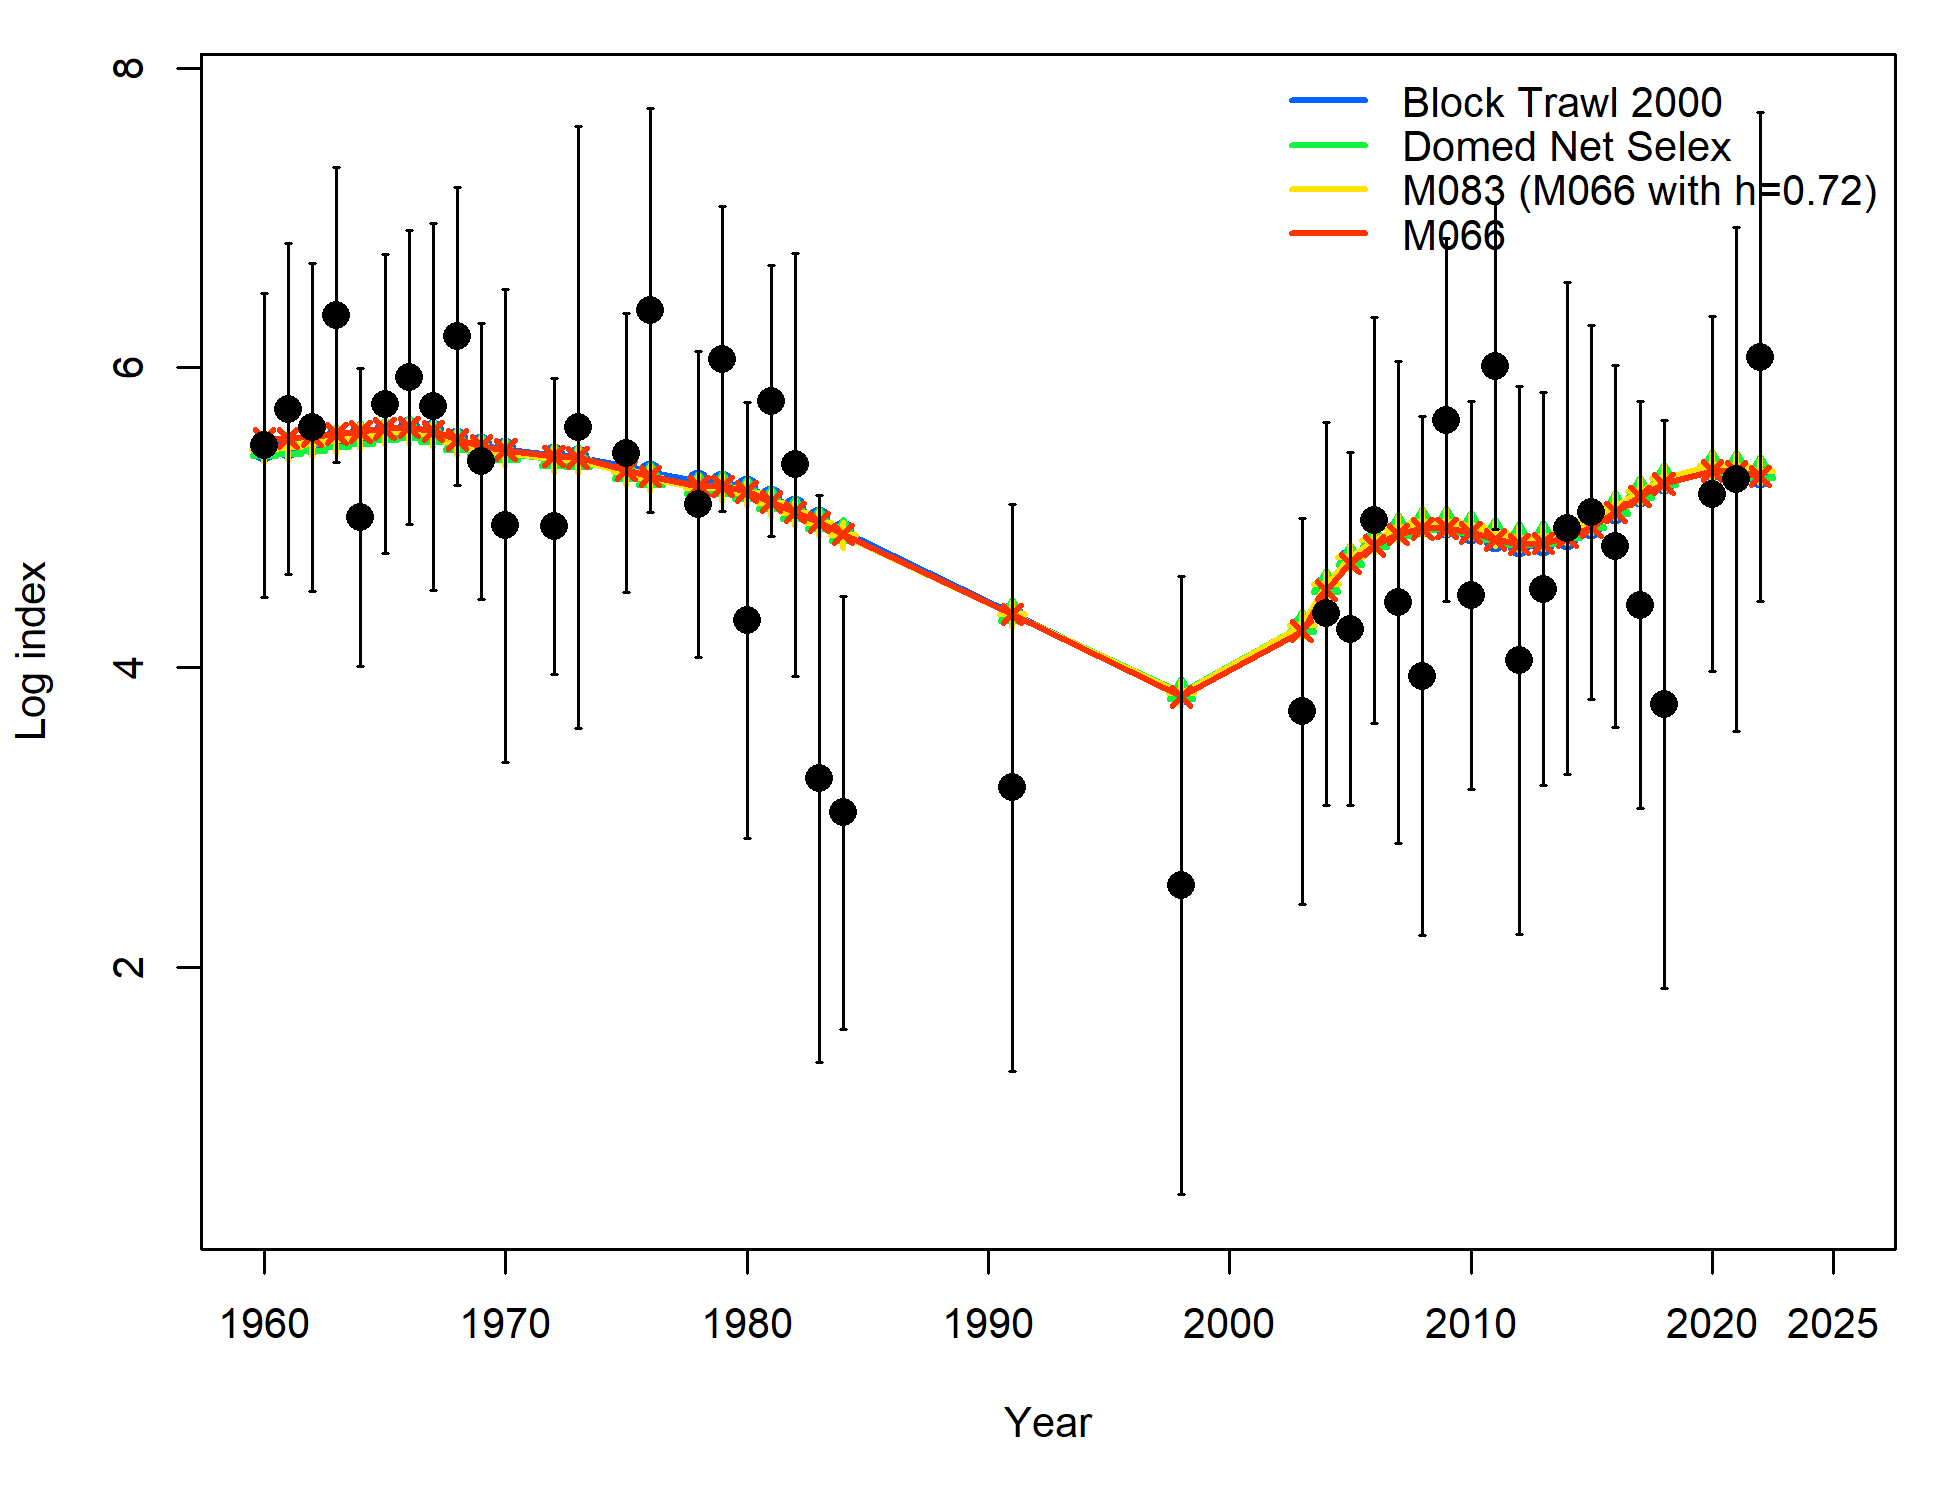 8
6
4
2
Log index
Block Trawl 2000
Domed Net Selex
M083 (M066 with h=0.72)
M066
1960 1970 1980 1990 2000 2010 2020 2025
Year